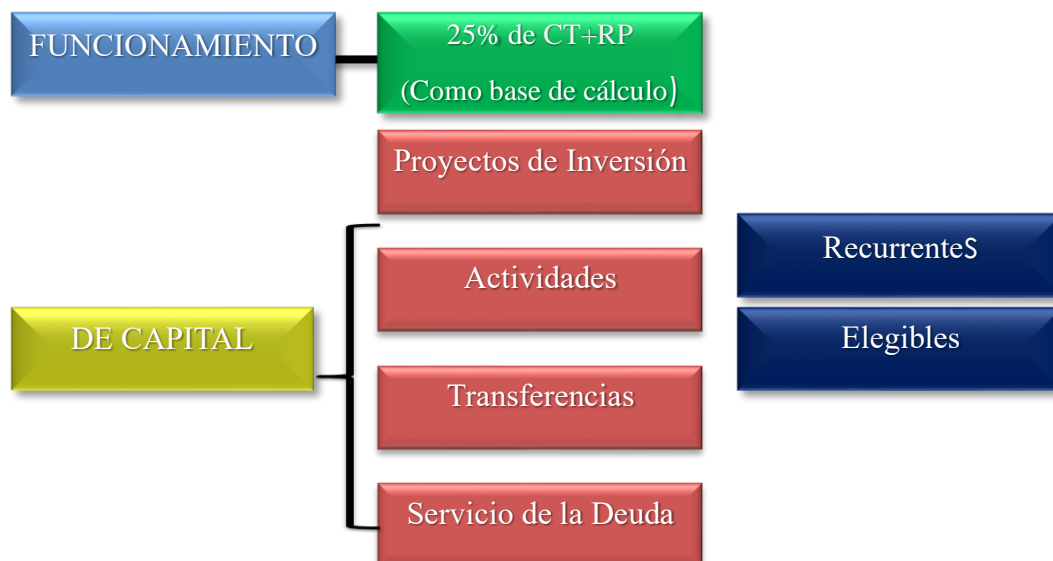 FUNCIONAMIENTO
25% de CT+RP
(Como base de cálculo)
Proyectos de Inversión
Actividades
RecurrenteS
DE CAPITAL
Elegibles
Transferencias
Servicio de la Deuda